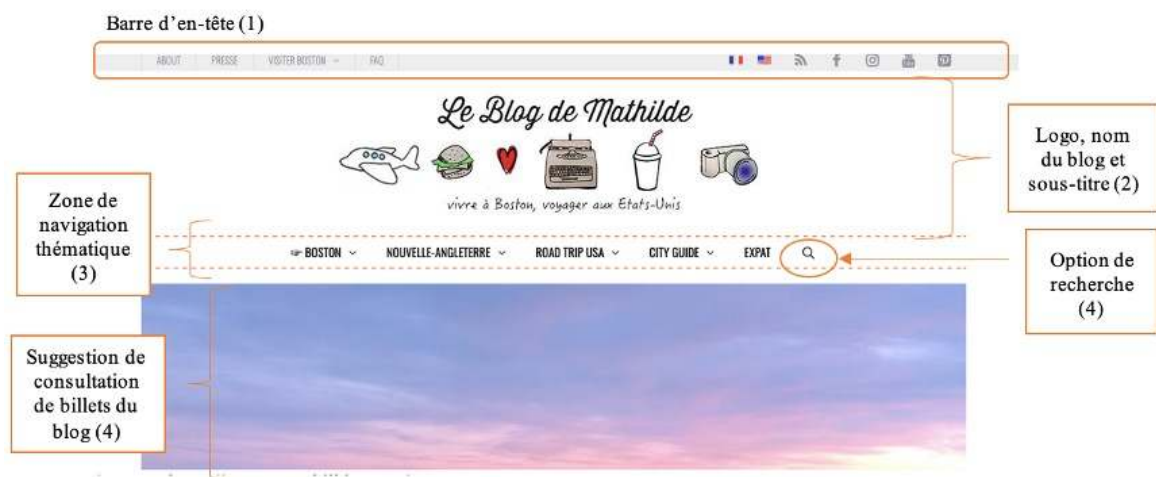 Barre d'en-tête (1)
ABOUT PRESSE VISITER BOSTON FAQ
Le Blog de Mathilde
vivre à Boston, voyager aux Etats-Unis
Logo, nom
du blog et
sous-titre (2)
Zone de
navigation
thématique
(3)
☞ BOSTON NOUVELLE-ANGLETERRE ROAD TRIP USA CITY GUIDE EXPAT
Option de
recherche
(4)
Suggestion de
consultation
de billets du
blog (4)